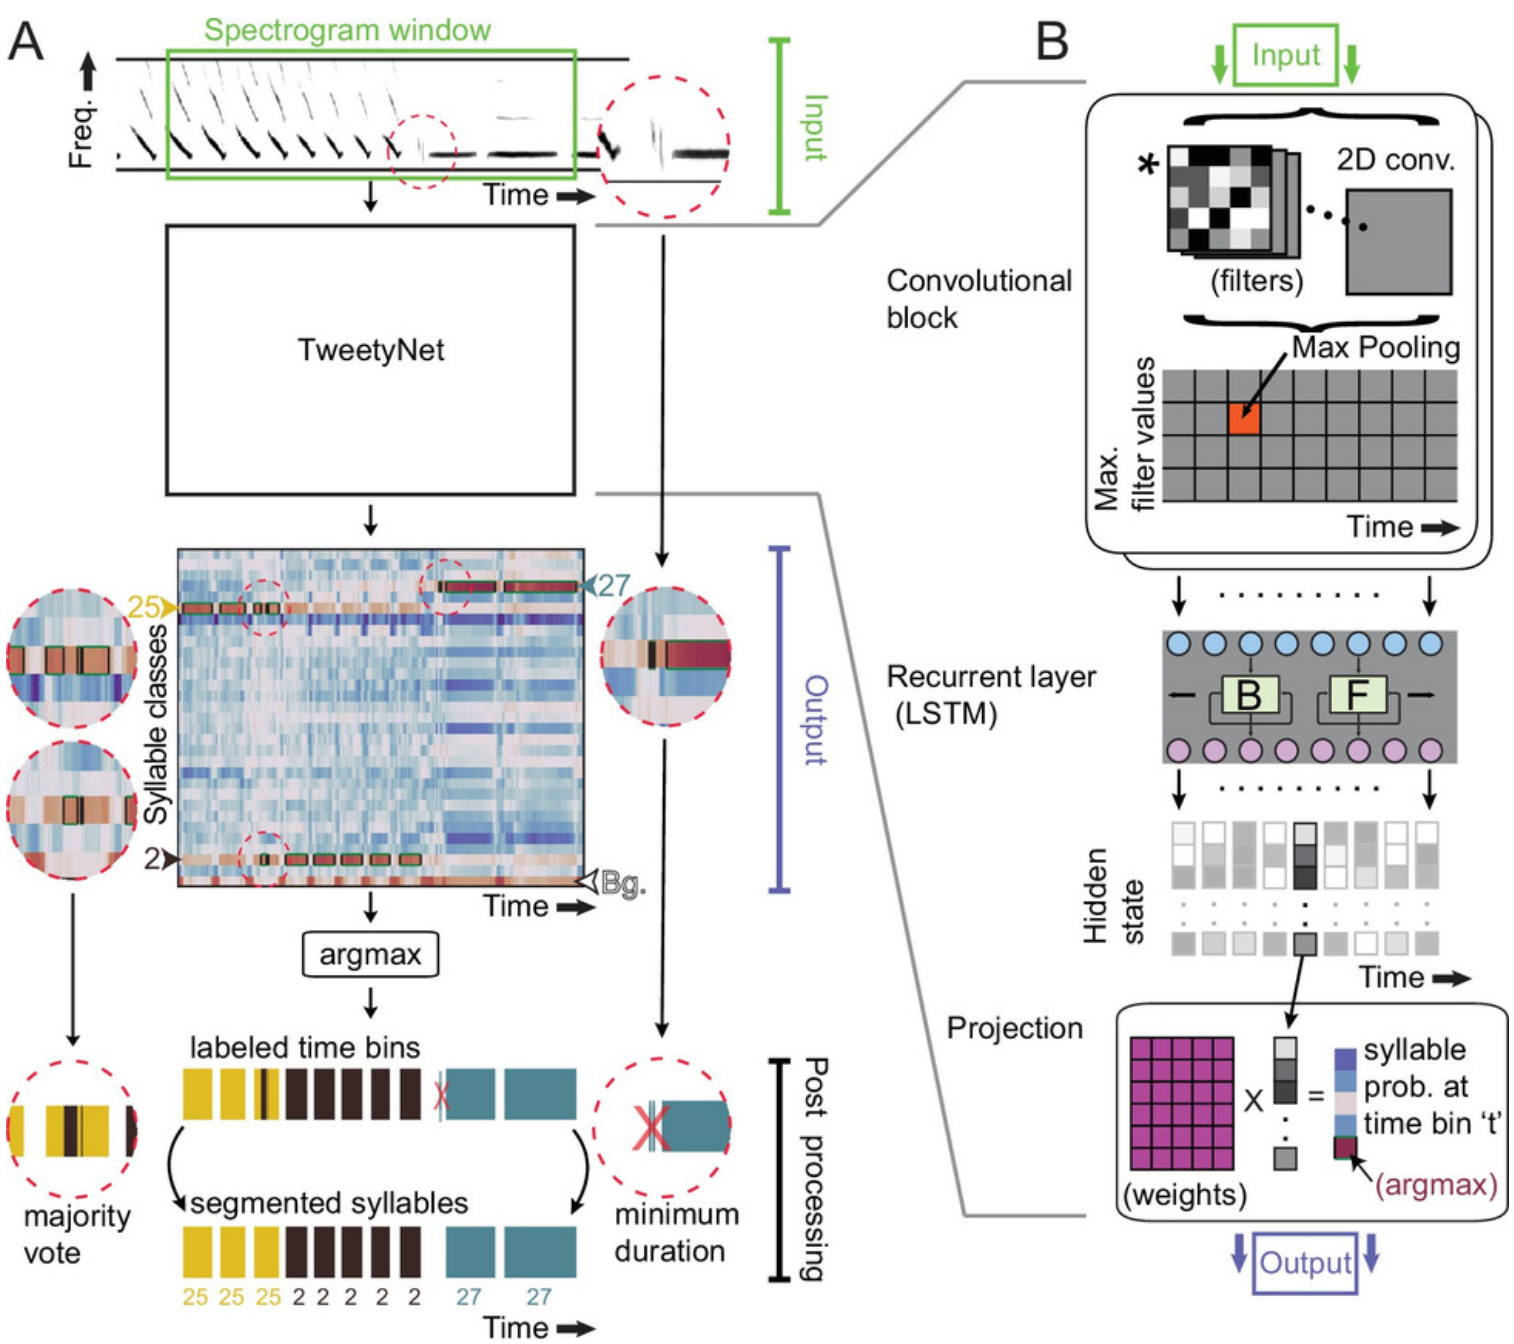 A
Spectrogram window
Freq.
Time
Input
TweetyNet
25
27
Syllable classes
2
Bg.
Time
Output
argmax
labeled time bins
segmented syllables
majority
vote
minimum
duration
Post processing
25 25 25 2 2 2 2 2 27 27
Time
B
Input
Convolutional
block
*
2D conv.
(filters)
Max Pooling
Max.
filter values
Time
Recurrent layer
(LSTM)
B
F
Hidden
state
Time
Projection
X
=
syllable
prob. at
time bin ‘t’
(weights)
(argmax)
Output